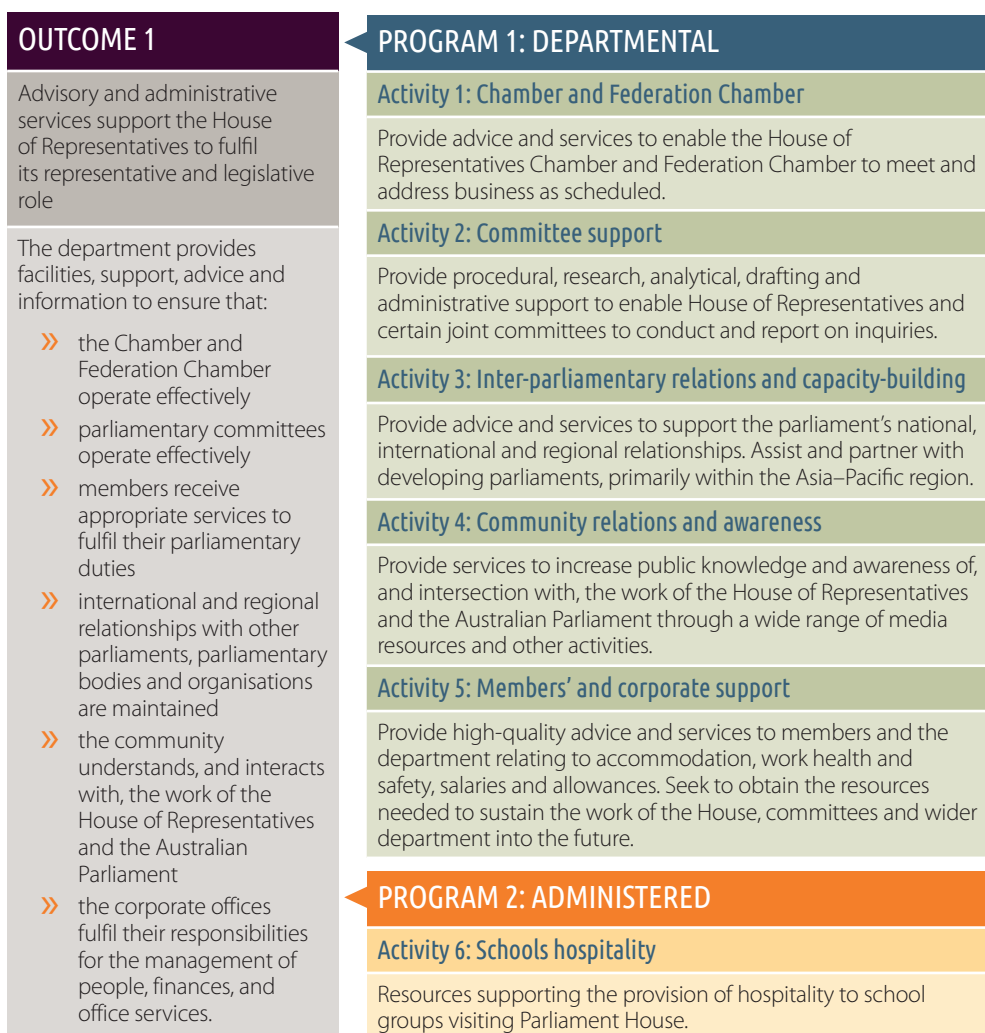 OUTCOME 1
Advisory and administrative
services support the House
of Representatives to fulfil
its representative and legislative
role
The department provides
facilities, support, advice and
information to ensure that:
» the Chamber and
Federation Chamber
operate effectively
» parliamentary committees
operate effectively
» members receive
appropriate services to
fulfil their parliamentary
duties
» international and regional
relationships with other
parliaments, parliamentary
bodies and organisations
are maintained
» the community
understands, and interacts
with, the work of the
House of Representatives
and the Australian
Parliament
» the corporate offices
fulfil their responsibilities
for the management of
people, finances, and
office services.
PROGRAM 1: DEPARTMENTAL
Activity 1: Chamber and Federation Chamber
Provide advice and services to enable the House of
Representatives Chamber and Federation Chamber to meet and
address business as scheduled.
Activity 2: Committee support
Provide procedural, research, analytical, drafting and
administrative support to enable House of Representatives and
certain joint committees to conduct and report on inquiries.
Activity 3: Inter-parliamentary relations and capacity-building
Provide advice and services to support the parliament’s national,
international and regional relationships. Assist and partner with
developing parliaments, primarily within the Asia–Pacific region.
Activity 4: Community relations and awareness
Provide services to increase public knowledge and awareness of,
and intersection with, the work of the House of Representatives
and the Australian Parliament through a wide range of media
resources and other activities.
Activity 5: Members’ and corporate support
Provide high-quality advice and services to members and the
department relating to accommodation, work health and
safety, salaries and allowances. Seek to obtain the resources
needed to sustain the work of the House, committees and wider
department into the future.
PROGRAM 2: ADMINISTERED
Activity 6: Schools hospitality
Resources supporting the provision of hospitality to school
groups visiting Parliament House.